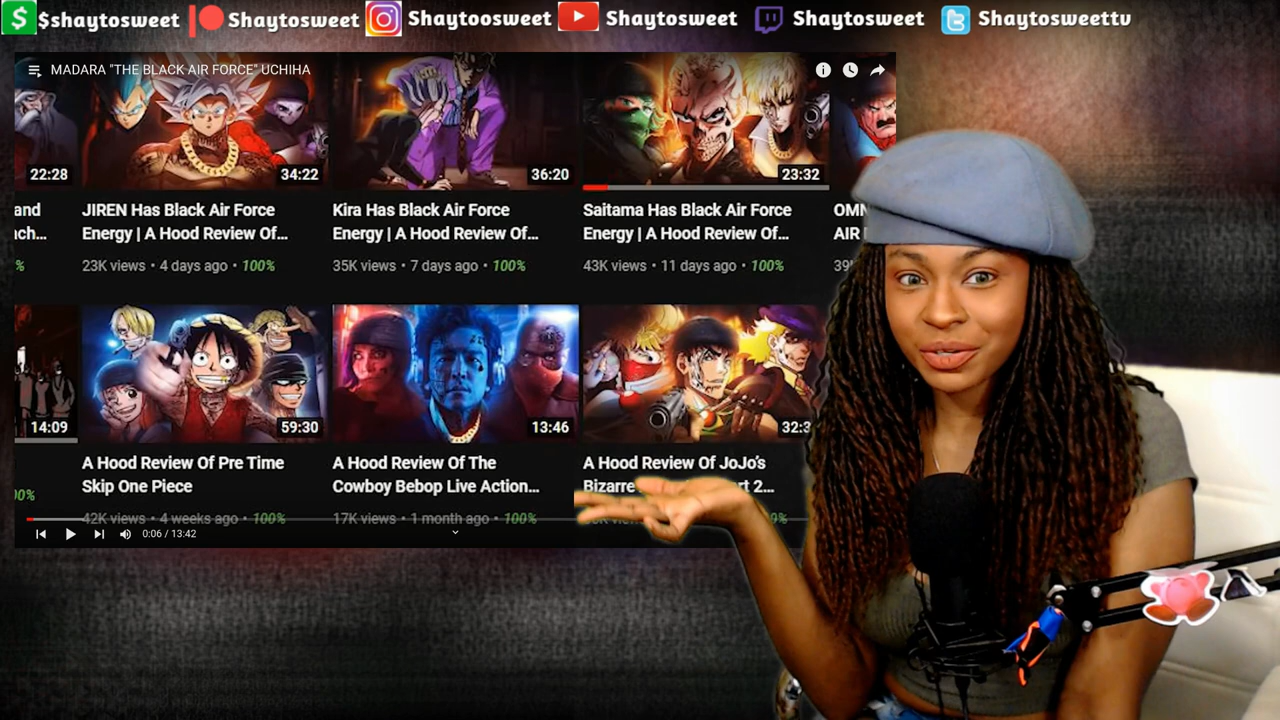 $shaytosweet Shaytosweet Shaytoosweet Shaytosweet Shaytosweet Shaytosweettv
MADARA "THE BLACK AIR FORCE" UCHIHA
22:28 34:22 36:20 23:32
and JIREN Has Black Air Force Kira Has Black Air Force Saitama Has Black Air Force
Energy | A Hood Review Of... Energy | A Hood Review Of... Energy | A Hood Review Of... AIR
% 23K views • 4 days ago • 100% 35K views • 7 days ago • 100% 43K views • 11 days ago • 100%
14:09 59:30 13:46
A Hood Review Of Pre Time A Hood Review Of The A Hood Review Of JoJo's
Skip One Piece Cowboy Bebop Live Action... Bizarre
42K views • 4 weeks ago • 100% 17K views • 1 month ago • 100%
0:06 / 13:42